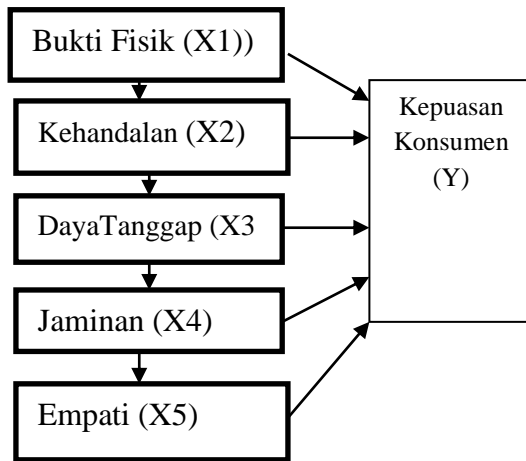 Bukti Fisik (X1))
Kehandalan (X2)
DayaTanggap (X3
Jaminan (X4)
Empati (X5)
Kepuasan
Konsumen
(Y)